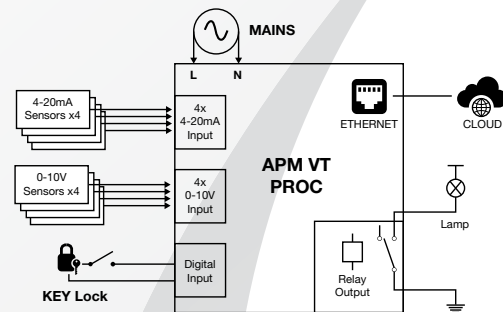 MAINS
L N
4-20mA
Sensors x4
4x
4-20mA
Input
ETHERNET
CLOUD
APM VT
PROC
0-10V
Sensors x4
4x
0-10V
Input
Lamp
Digital
Input
KEY Lock
Relay
Output